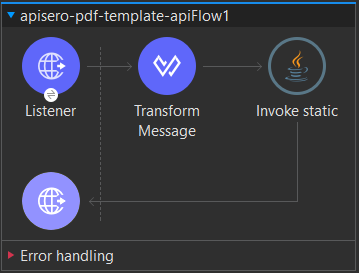 apisero-pdf-template-apiFlow1
Listener
Transform
Message
Invoke static
Error handling